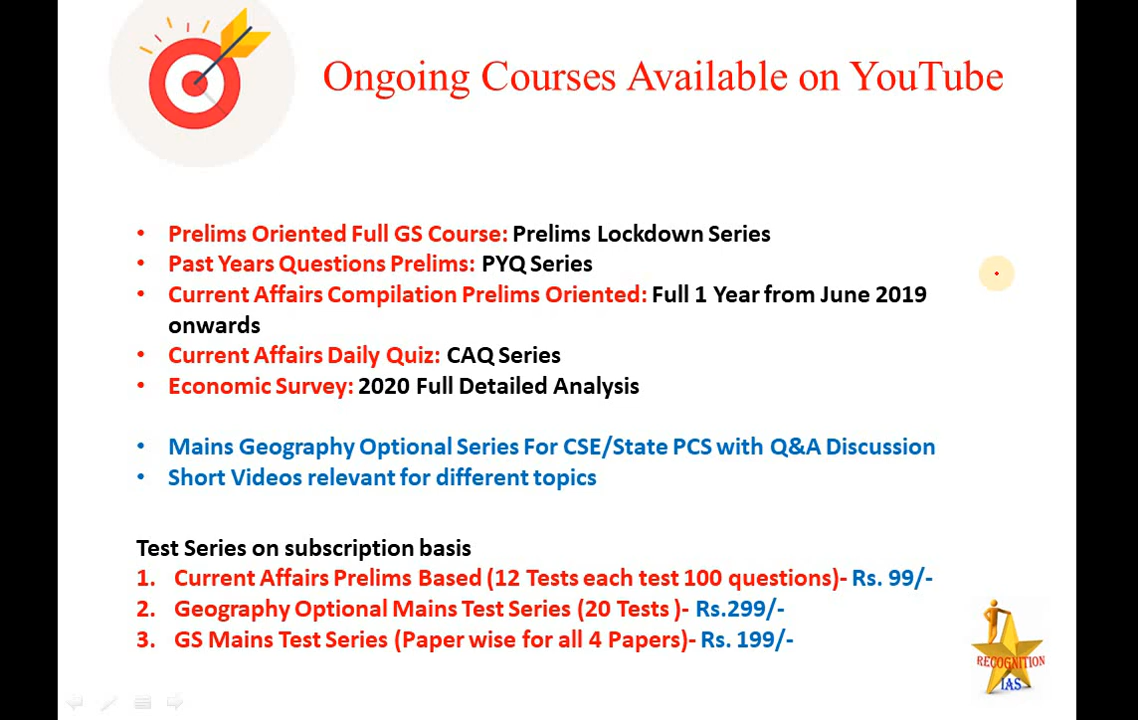 Ongoing Courses Available on YouTube
• Prelims Oriented Full GS Course: Prelims Lockdown Series
• Past Years Questions Prelims: PYQ Series
• Current Affairs Compilation Prelims Oriented: Full 1 Year from June 2019
onwards
• Current Affairs Daily Quiz: CAQ Series
• Economic Survey: 2020 Full Detailed Analysis
• Mains Geography Optional Series For CSE/State PCS with Q&A Discussion
• Short Videos relevant for different topics
Test Series on subscription basis
1. Current Affairs Prelims Based (12 Tests each test 100 questions)- Rs. 99/-
2. Geography Optional Mains Test Series (20 Tests )- Rs.299/-
3. GS Mains Test Series (Paper wise for all 4 Papers)- Rs. 199/-
RECOGNITION
IAS